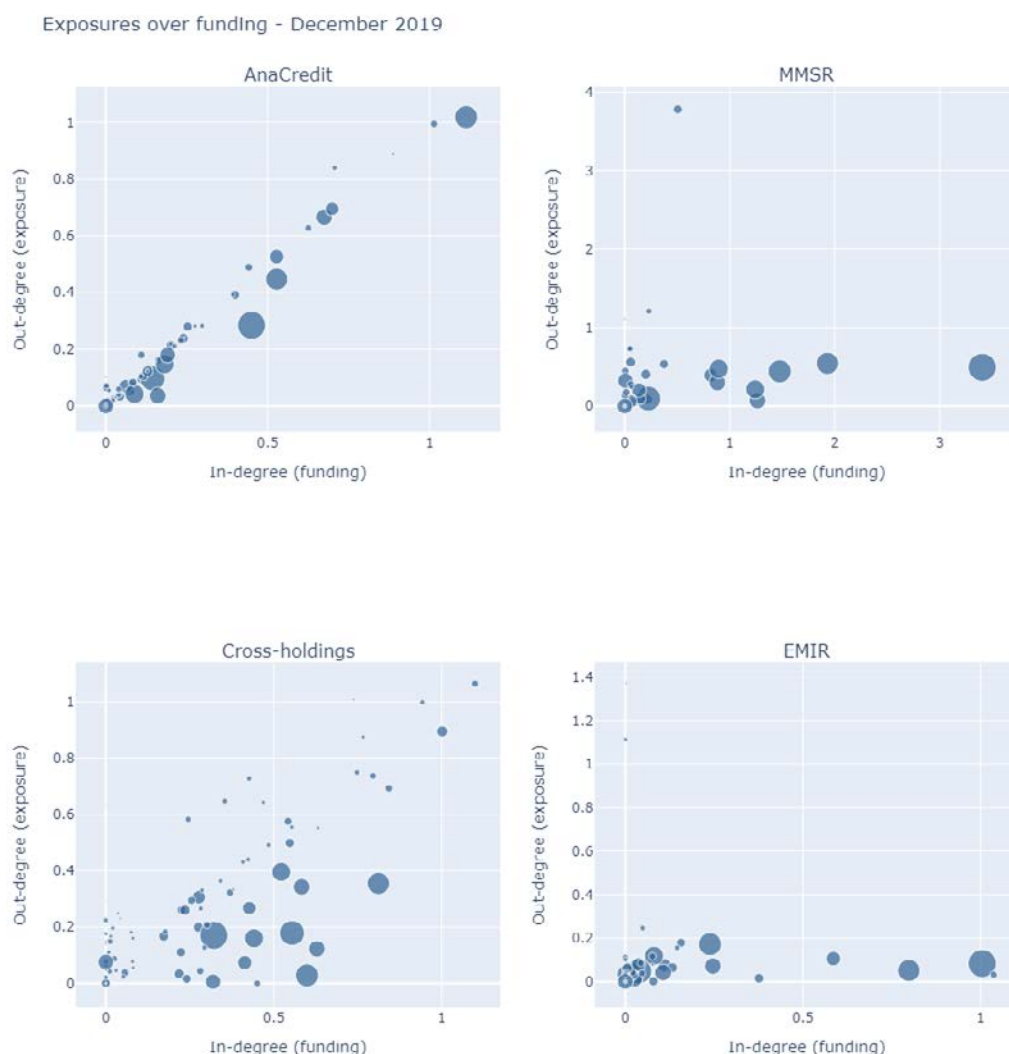 Exposures over funding - December 2019
AnaCredit
MMSR
1
0.8
0.6
0.4
0.2
0
Out-degree (exposure)
0
0.5
1
In-degree (funding)
4
3
2
1
0
Out-degree (exposure)
0
1
2
3
In-degree (funding)
Cross-holdings
EMIR
1
0.8
0.6
0.4
0.2
0
Out-degree (exposure)
0
0.5
1
In-degree (funding)
1.4
1.2
1
0.8
0.6
0.4
0.2
0
Out-degree (exposure)
0
0.5
1
In-degree (funding)